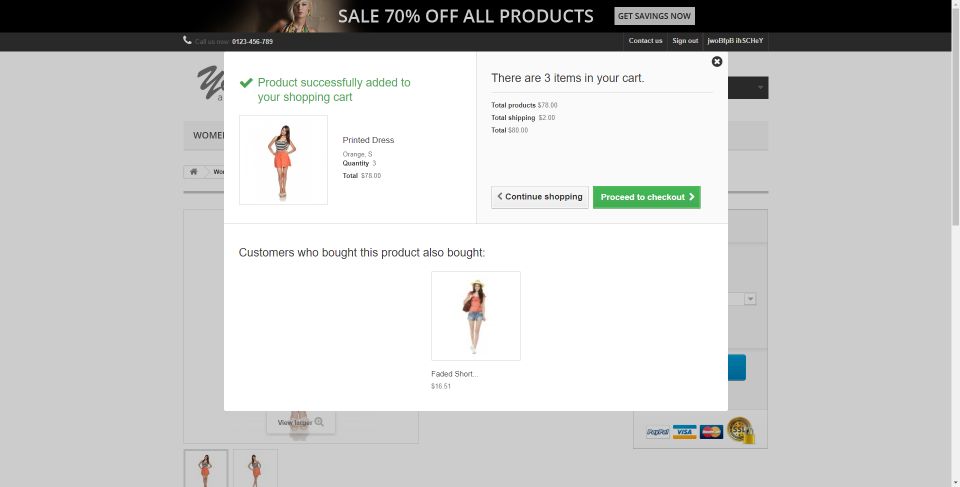 SALE 70% OFF ALL PRODUCTS
GET SAVINGS NOW
Call us now: 0123-456-789
Contact us
Sign out
jwoBfpB ihSCHeY
Product successfully added to
your shopping cart
Printed Dress
Orange, S
Quantity 3
Total $78.00
There are 3 items in your cart.
Total products $78.00
Total shipping $2.00
Total $80.00
Continue shopping
Proceed to checkout
Customers who bought this product also bought:
Faded Short...
$16.51
View larger
PayPal
VISA
MasterCard